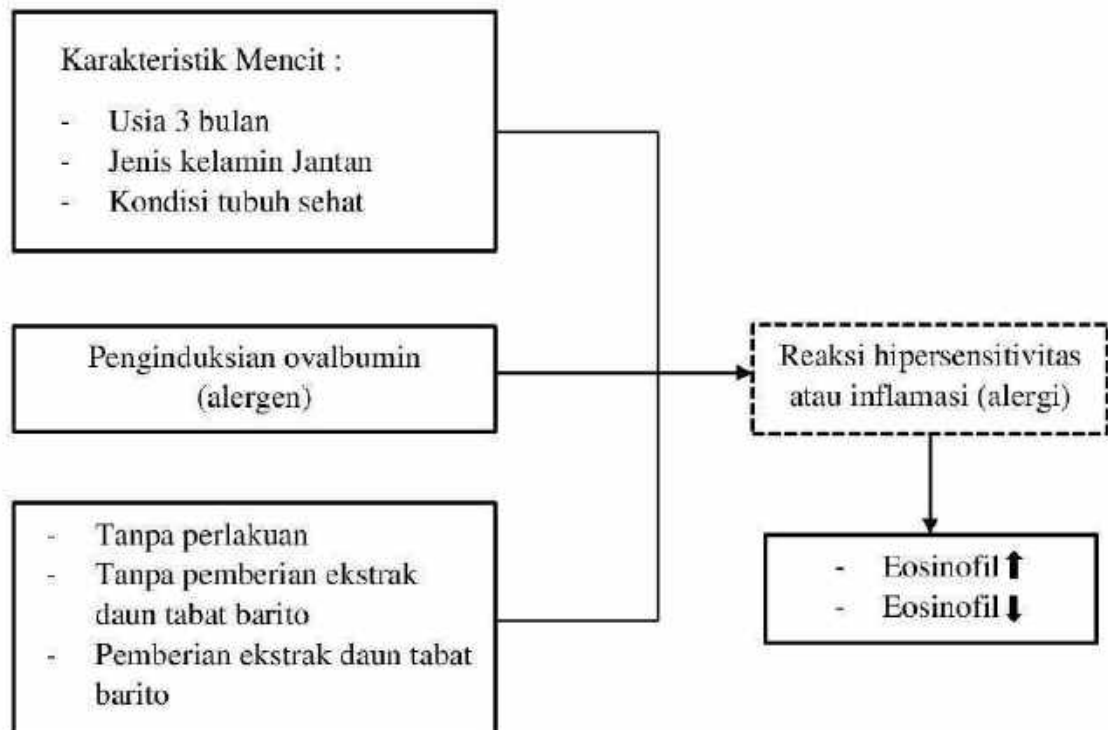 Karakteristik Mencit :
- Usia 3 bulan
- Jenis kelamin Jantan
- Kondisi tubuh sehat
Penginduksian ovalbumin
(alergen)
- Tanpa perlakuan
- Tanpa pemberian ekstrak
daun tabat barito
- Pemberian ekstrak daun tabat
barito
Reaksi hipersensitivitas
atau inflamasi (alergi)
- Eosinofil ⬆
- Eosinofil ⬇